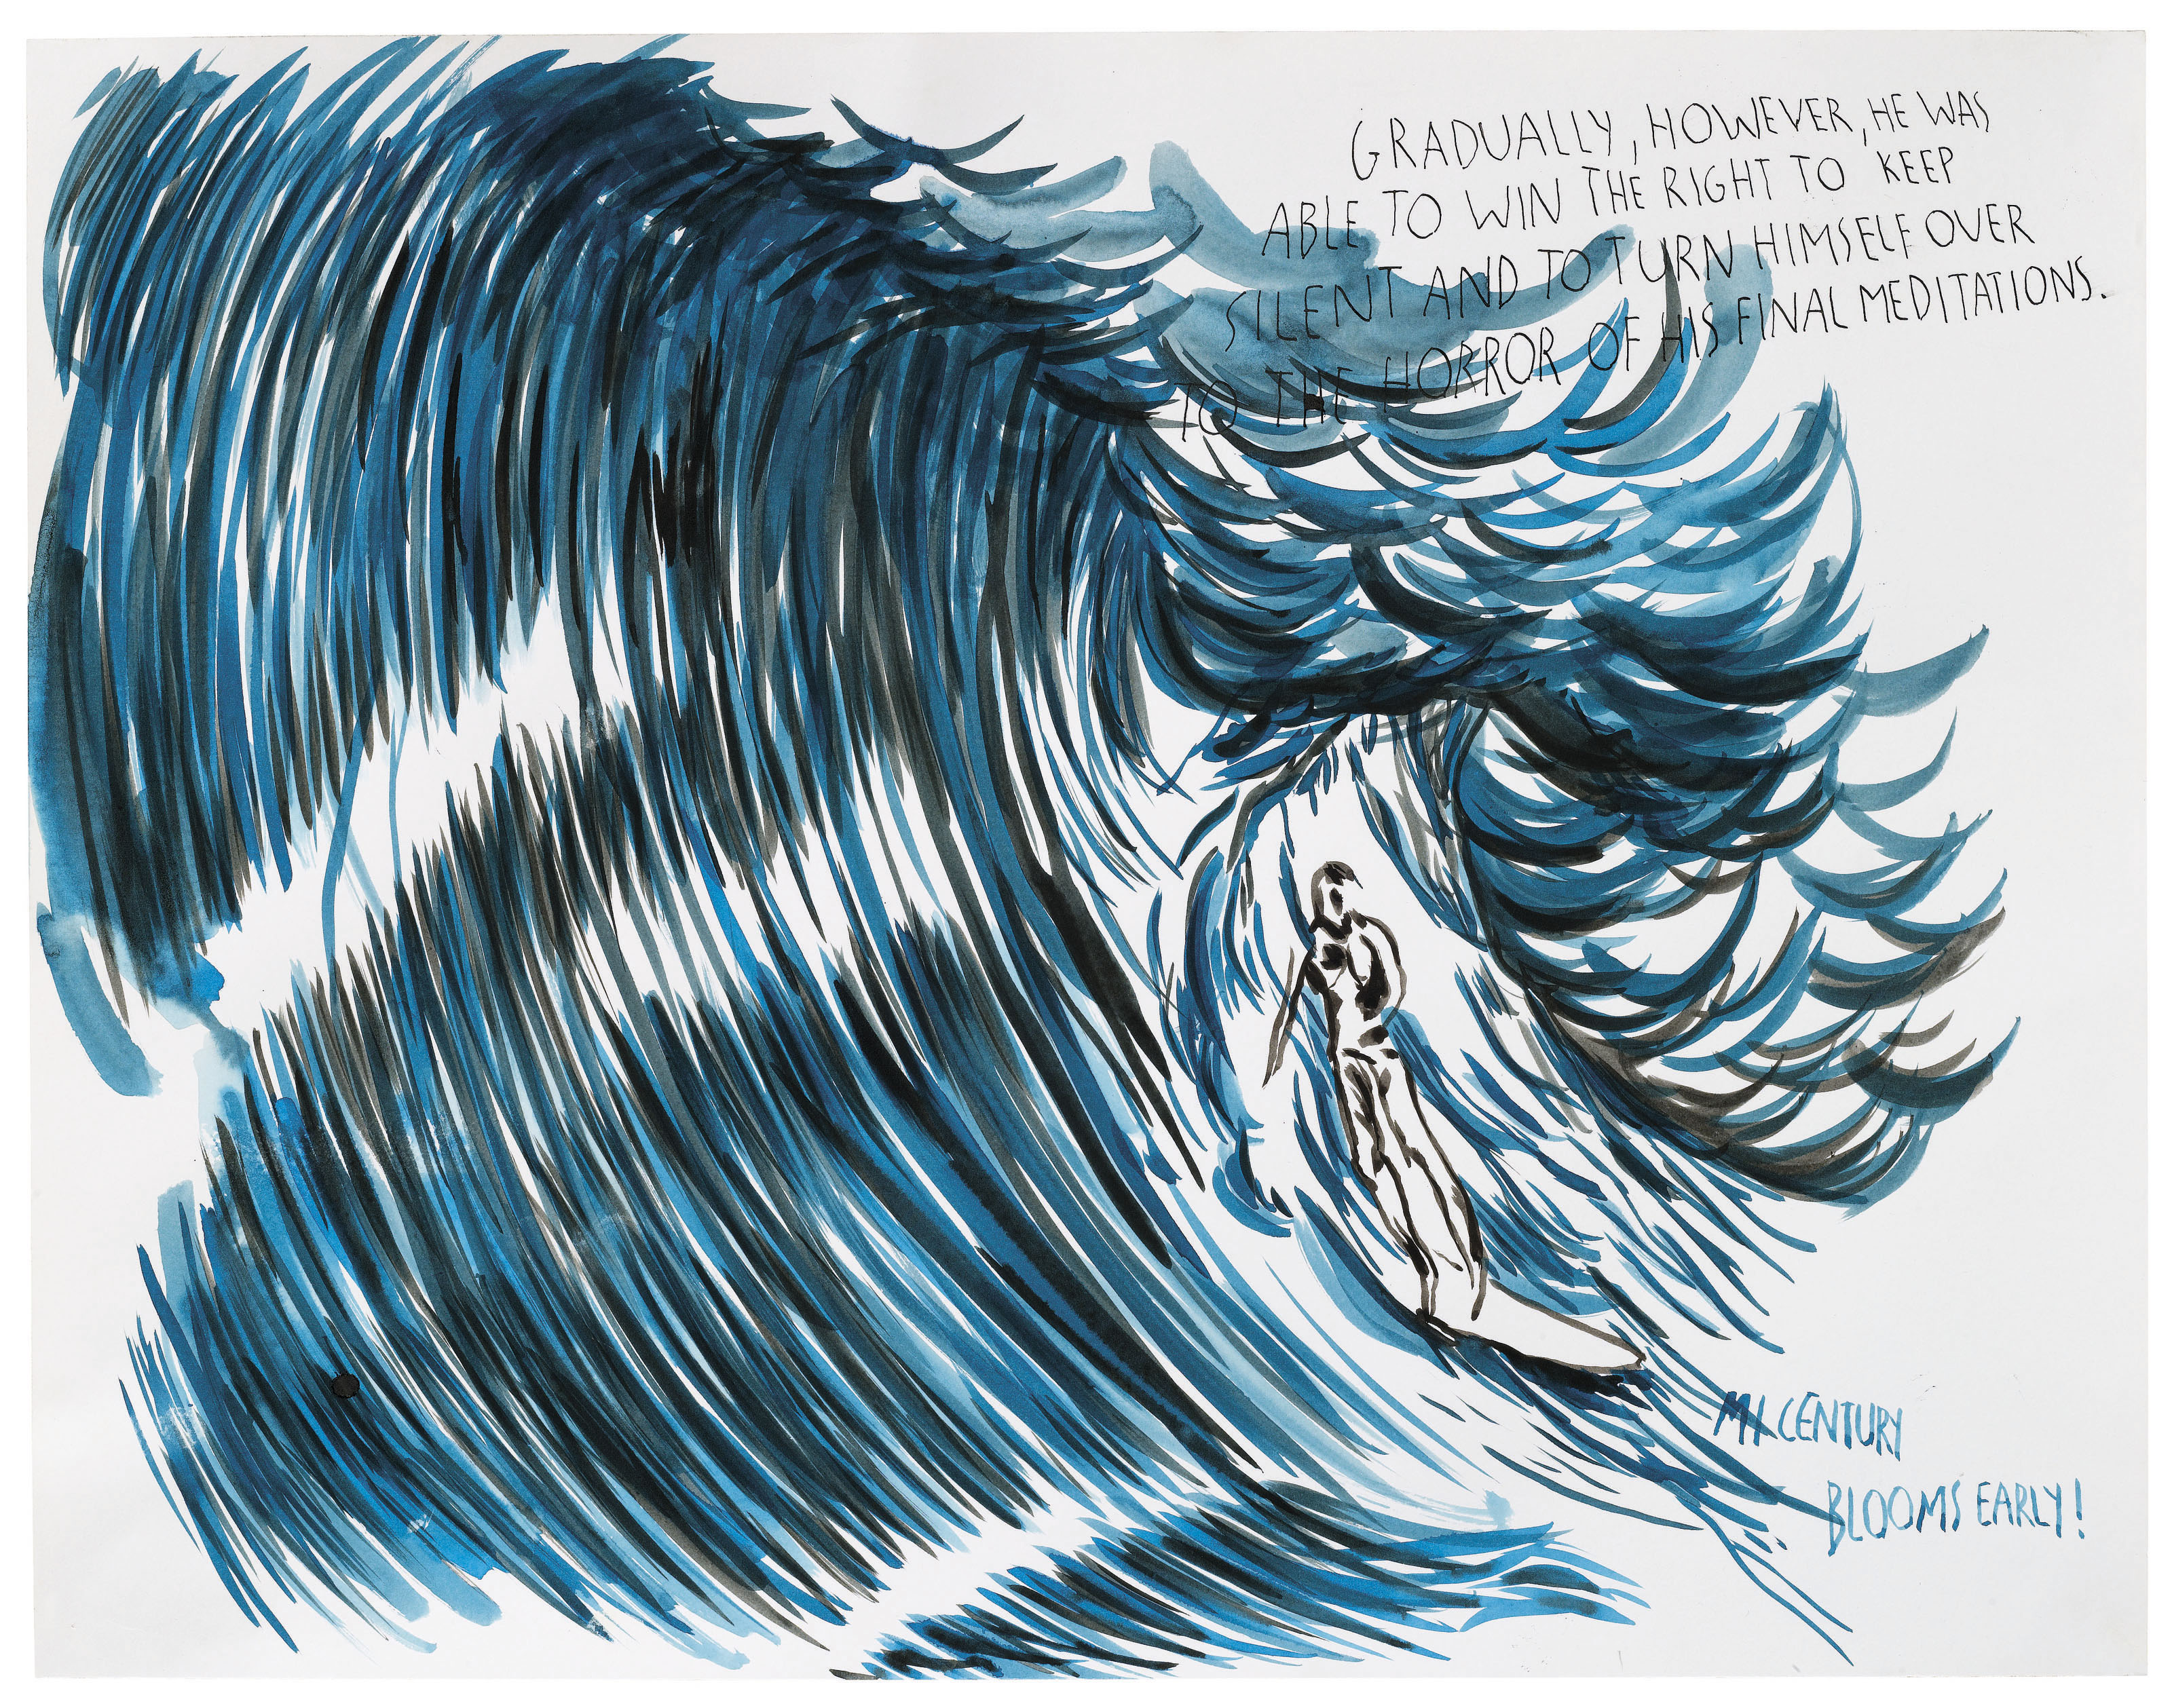 GRADUALLY, HOWEVER, HE WAS
ABLE TO WIN THE RIGHT TO KEEP
SILENT AND TO TURN HIMSELF OVER
TO THE HORROR OF HIS FINAL MEDITATIONS.
CENTURY
BLOOMS EARLY!